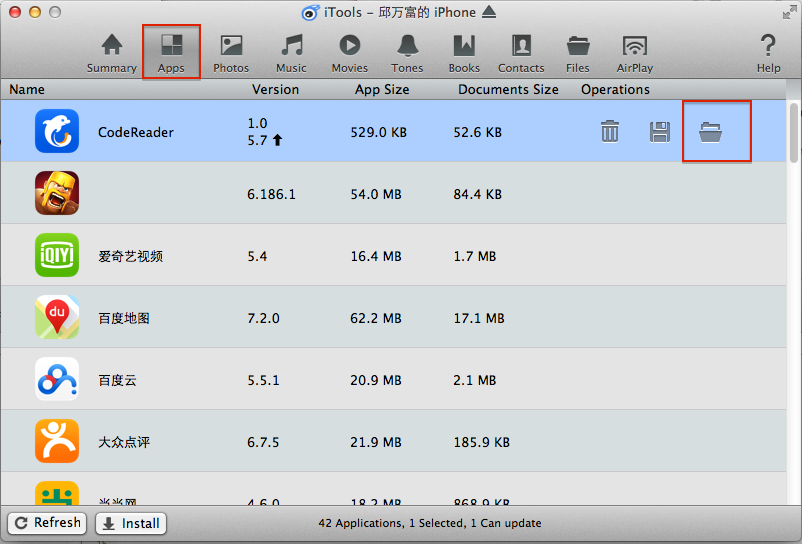 iTools – 邱万富的 iPhone
Summary Apps Photos Music Movies Tones Books Contacts Files AirPlay Help
Name Version App Size Documents Size Operations
CodeReader 1.0 529.0 KB 52.6 KB
5.7
6.186.1 54.0 MB 84.4 KB
iQIYI 爱奇艺视频 5.4 16.4 MB 1.7 MB
du 百度地图 7.2.0 62.2 MB 17.1 MB
百度云 5.5.1 20.9 MB 2.1 MB
大众点评 6.7.5 21.9 MB 185.9 KB
当当网 4.6.0 18.2 MB 868.9 KB
Refresh Install 42 Applications, 1 Selected, 1 Can update